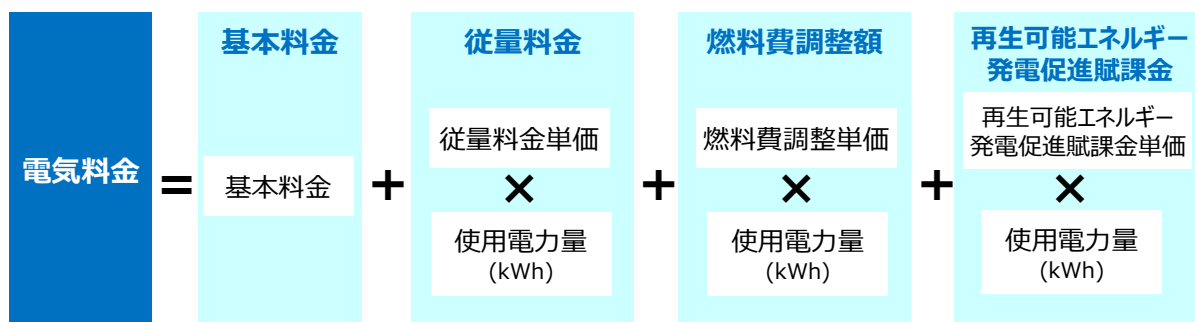 電気料金
=
基本料金
基本料金
+
従量料金
従量料金単価
×
使用電力量
(kWh)
+
燃料費調整額
燃料費調整単価
×
使用電力量
(kWh)
+
再生可能エネルギー
発電促進賦課金
再生可能エネルギー
発電促進賦課金単価
×
使用電力量
(kWh)